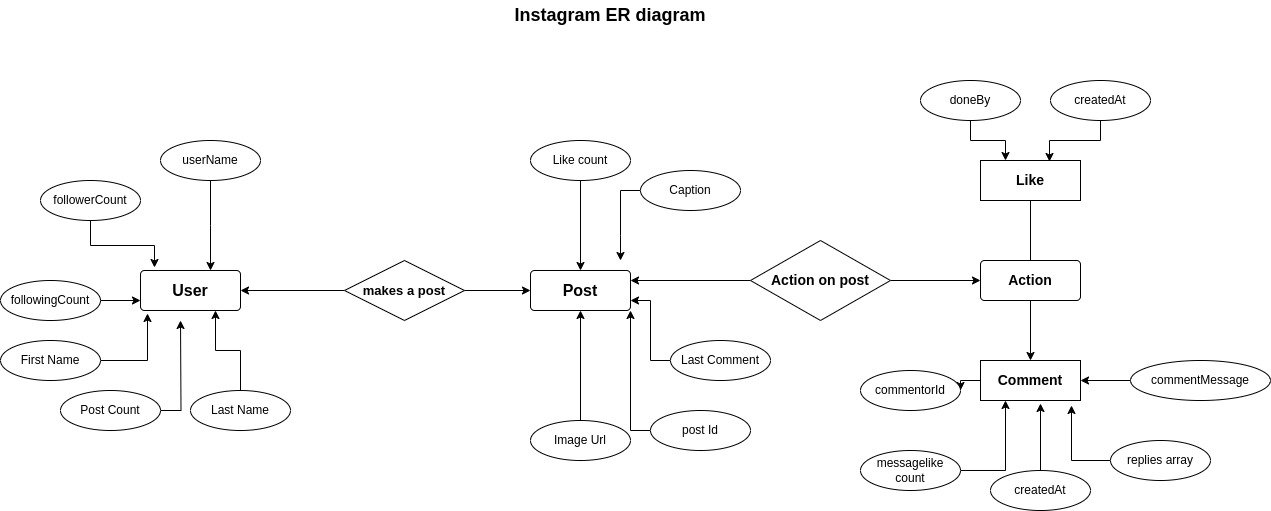 Instagram ER diagram
doneBy
createdAt
userName
Like count
followerCount
Caption
Like
User
makes a post
Post
Action on post
Action
followingCount
First Name
Last Comment
Comment
commentMessage
commentorId
Post Count
Last Name
Image Url
post Id
messagelike
count
createdAt
replies array